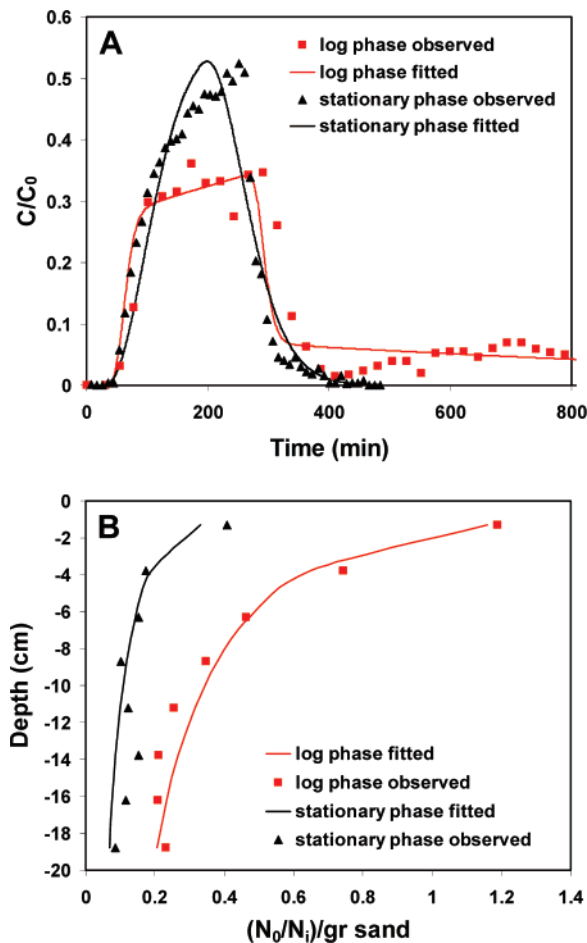 A
log phase observed
log phase fitted
stationary phase observed
stationary phase fitted
C/C0
0.6
0.5
0.4
0.3
0.2
0.1
0
0 200 400 600 800
Time (min)
B
Depth (cm)
0
-2
-4
-6
-8
-10
-12
-14
-16
-18
-20
log phase fitted
log phase observed
stationary phase fitted
stationary phase observed
0 0.2 0.4 0.6 0.8 1 1.2 1.4
(N0/Ni)/gr sand